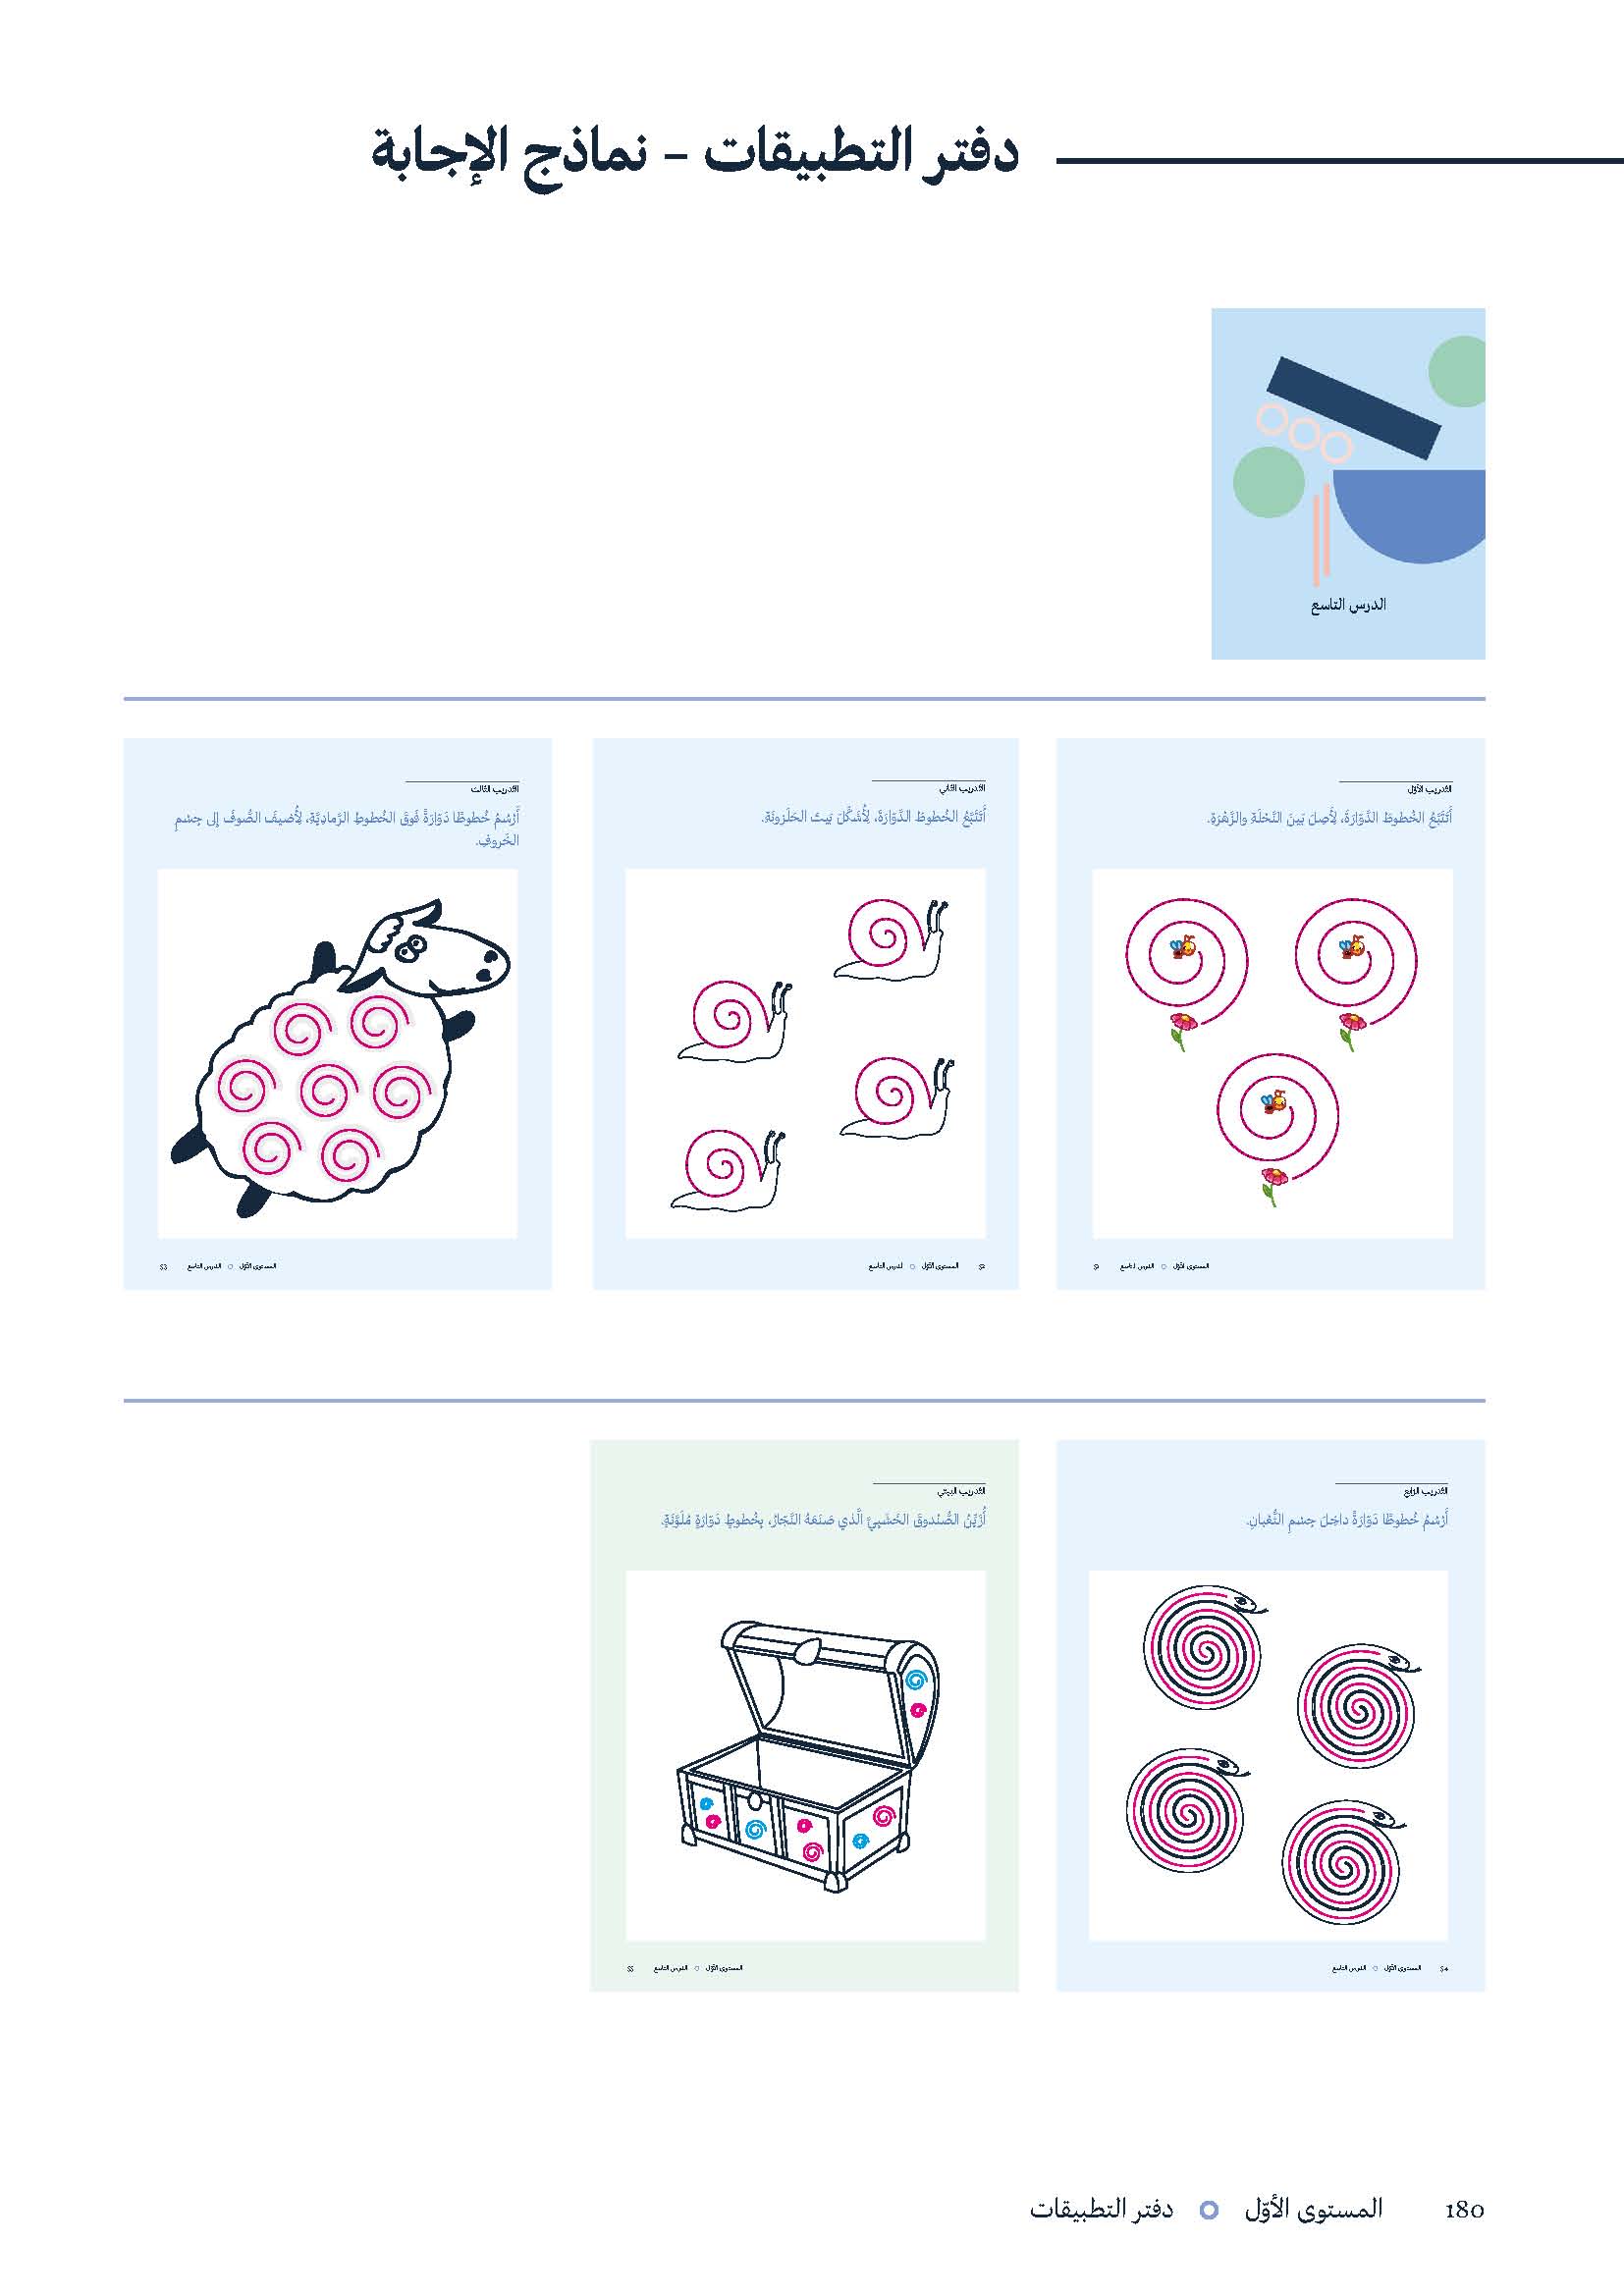 دفتر التطبيقات – نماذج الإجابة
الدرس التاسع
التدريب الأوّل
أَتَتَبَّعُ الخُطوطَ الدَّوّارَةَ، لِأَصِلَ بَينَ النَّحْلَةِ والزَّهْرَةِ.
المستوى الأوّل ○ الدرس التاسع 51
التدريب الثاني
أَتَتَبَّعُ الخُطوطَ الدَّوّارَةَ، لِأُشَكِّلَ بَيتَ الحَلَزونَةِ.
52 المستوى الأوّل ○ الدرس التاسع
التدريب الثالث
أَرْسُمُ خُطوطًا دَوّارَةً فَوقَ الخُطوطِ الرَّمادِيَّةِ، لِأُضيفَ الصُّوفَ إلى جِسْمِ
الخَروفِ.
المستوى الأوّل ○ الدرس التاسع 53
التدريب الرّابع
أَرْسُمُ خُطوطًا دَوّارَةً داخِلَ جِسْمِ الثُّعْبانِ.
54 المستوى الأوّل ○ الدرس التاسع
التدريب البيتي
أُزَيِّنُ الصُّنْدوقَ الخَشَبِيَّ الَّذي صَنَعَهُ النَّجّارُ، بِخُطوطٍ دَوّارَةٍ مُلَوَّنَةٍ.
المستوى الأوّل ○ الدرس التاسع 55
180 المستوى الأوّل ○ دفتر التطبيقات